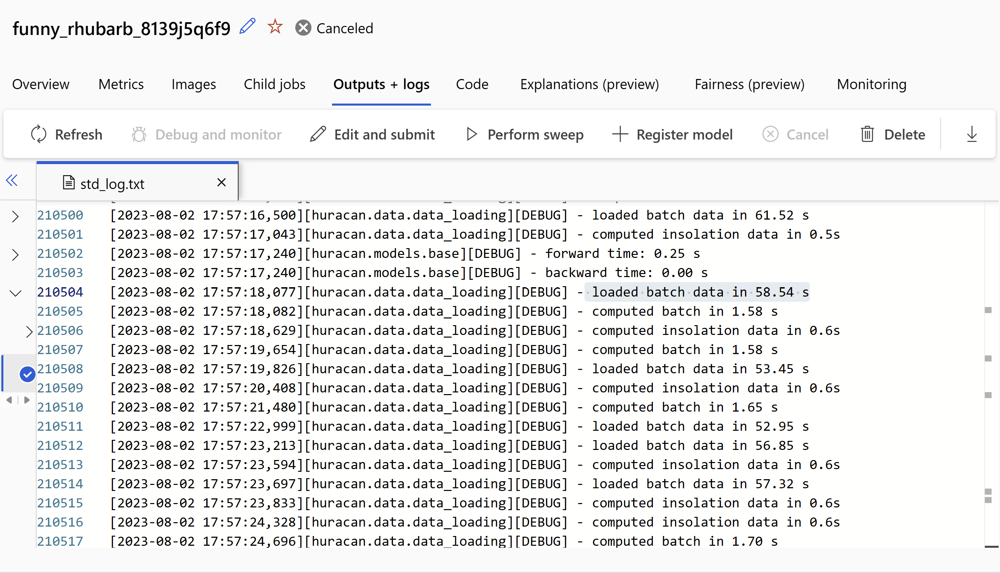 funny_rhubarb_8139j5q6f9 Canceled
Overview Metrics Images Child jobs Outputs + logs Code Explanations (preview) Fairness (preview) Monitoring
Refresh Debug and monitor Edit and submit Perform sweep Register model Cancel Delete
std_log.txt
210500 [2023-08-02 17:57:16,500][huracan.data.data_loading][DEBUG] - loaded batch data in 61.52 s
210501 [2023-08-02 17:57:17,043][huracan.data.data_loading][DEBUG] - computed insolation data in 0.5s
210502 [2023-08-02 17:57:17,240][huracan.models.base][DEBUG] - forward time: 0.25 s
210503 [2023-08-02 17:57:17,240][huracan.models.base][DEBUG] - backward time: 0.00 s
210504 [2023-08-02 17:57:18,077][huracan.data.data_loading][DEBUG] - loaded batch data in 58.54 s
210505 [2023-08-02 17:57:18,082][huracan.data.data_loading][DEBUG] - computed batch in 1.58 s
210506 [2023-08-02 17:57:18,629][huracan.data.data_loading][DEBUG] - computed insolation data in 0.6s
210507 [2023-08-02 17:57:19,654][huracan.data.data_loading][DEBUG] - computed batch in 1.58 s
210508 [2023-08-02 17:57:19,826][huracan.data.data_loading][DEBUG] - loaded batch data in 53.45 s
210509 [2023-08-02 17:57:20,408][huracan.data.data_loading][DEBUG] - computed insolation data in 0.6s
210510 [2023-08-02 17:57:21,480][huracan.data.data_loading][DEBUG] - computed batch in 1.65 s
210511 [2023-08-02 17:57:22,999][huracan.data.data_loading][DEBUG] - loaded batch data in 52.95 s
210512 [2023-08-02 17:57:23,213][huracan.data.data_loading][DEBUG] - loaded batch data in 56.85 s
210513 [2023-08-02 17:57:23,594][huracan.data.data_loading][DEBUG] - computed insolation data in 0.6s
210514 [2023-08-02 17:57:23,697][huracan.data.data_loading][DEBUG] - loaded batch data in 57.32 s
210515 [2023-08-02 17:57:23,833][huracan.data.data_loading][DEBUG] - computed insolation data in 0.6s
210516 [2023-08-02 17:57:24,328][huracan.data.data_loading][DEBUG] - computed insolation data in 0.6s
210517 [2023-08-02 17:57:24,696][huracan.data.data_loading][DEBUG] - computed batch in 1.70 s